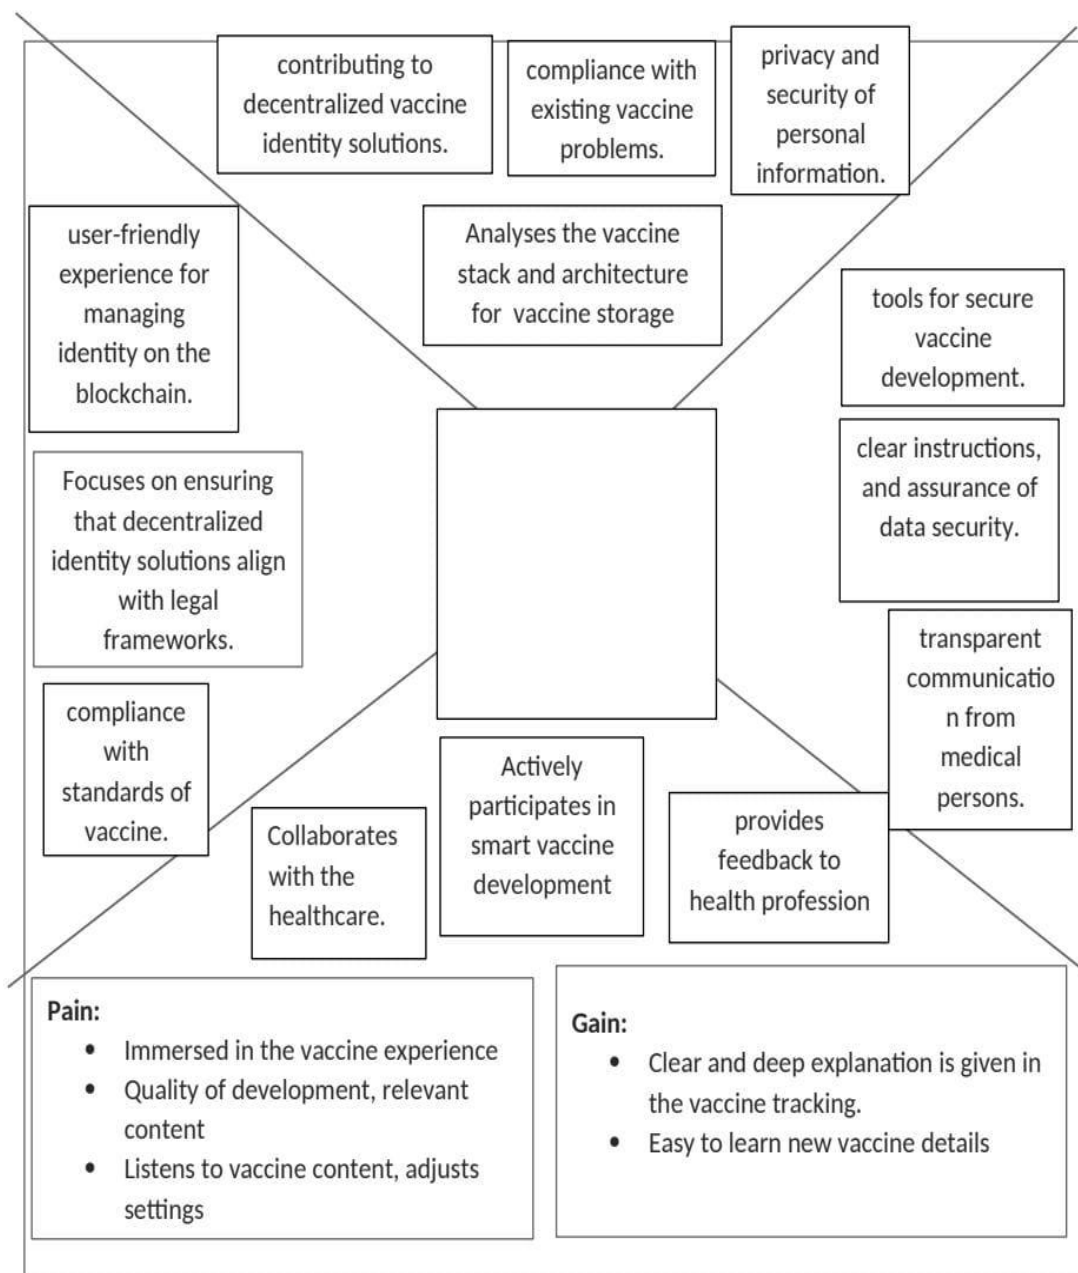 contributing to
decentralized vaccine
identity solutions.
compliance with
existing vaccine
problems.
privacy and
security of
personal
information.
user-friendly
experience for
managing
identity on the
blockchain.
Analyses the vaccine
stack and architecture
for vaccine storage
tools for secure
vaccine
development.
clear instructions,
and assurance of
data security.
Focuses on ensuring
that decentralized
identity solutions align
with legal
frameworks.
transparent
communicatio
n from
medical
persons.
compliance
with
standards of
vaccine.
Collaborates
with the
healthcare.
Actively
participates in
smart vaccine
development
provides
feedback to
health profession
Pain:
• Immersed in the vaccine experience
• Quality of development, relevant
content
• Listens to vaccine content, adjusts
settings
Gain:
• Clear and deep explanation is given in
the vaccine tracking.
• Easy to learn new vaccine details